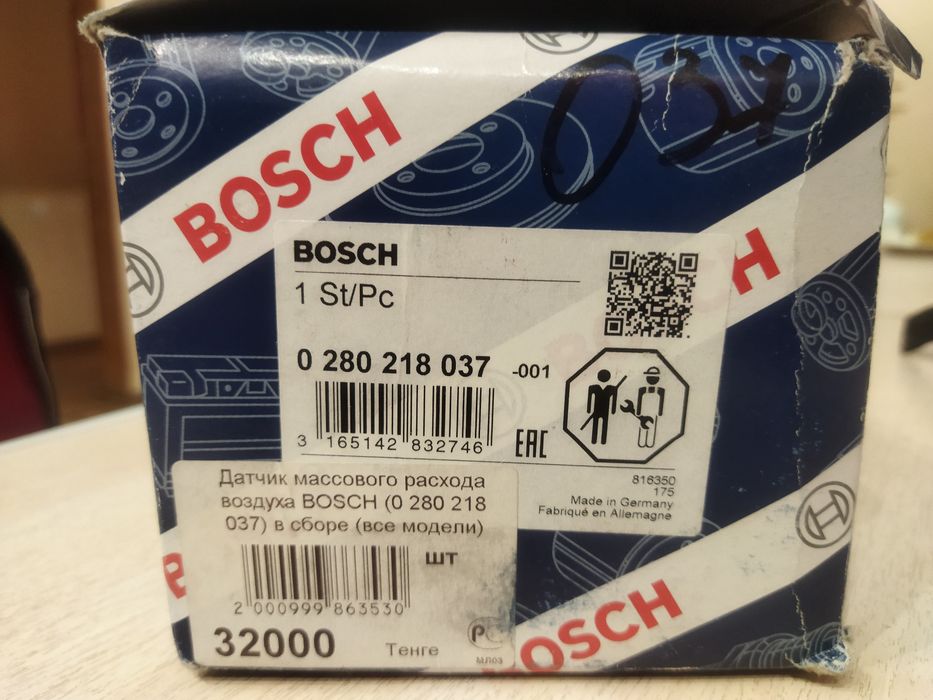 037
BOSCH
BOSCH
1 St/Pc
0 280 218 037 -001
3 165142 832746
EAC
816350
175
Made in Germany
Fabriqué en Allemagne
Датчик массового расхода
воздуха BOSCH (0 280 218
037) в сборе (все модели)
шт
2 000999 863530
32000 Тенге
РС
МЛ03
H
BOSCH